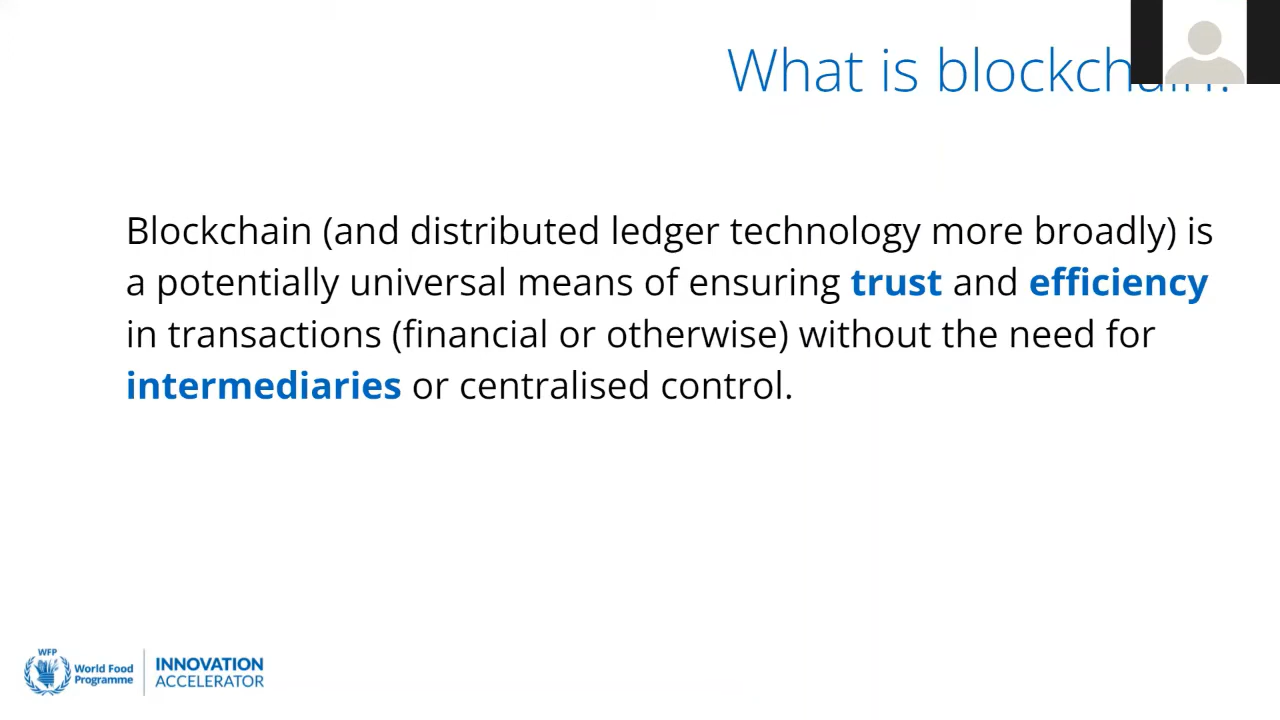 What is blockchain?
Blockchain (and distributed ledger technology more broadly) is
a potentially universal means of ensuring trust and efficiency
in transactions (financial or otherwise) without the need for
intermediaries or centralised control.
WFP
World Food
Programme
INNOVATION
ACCELERATOR